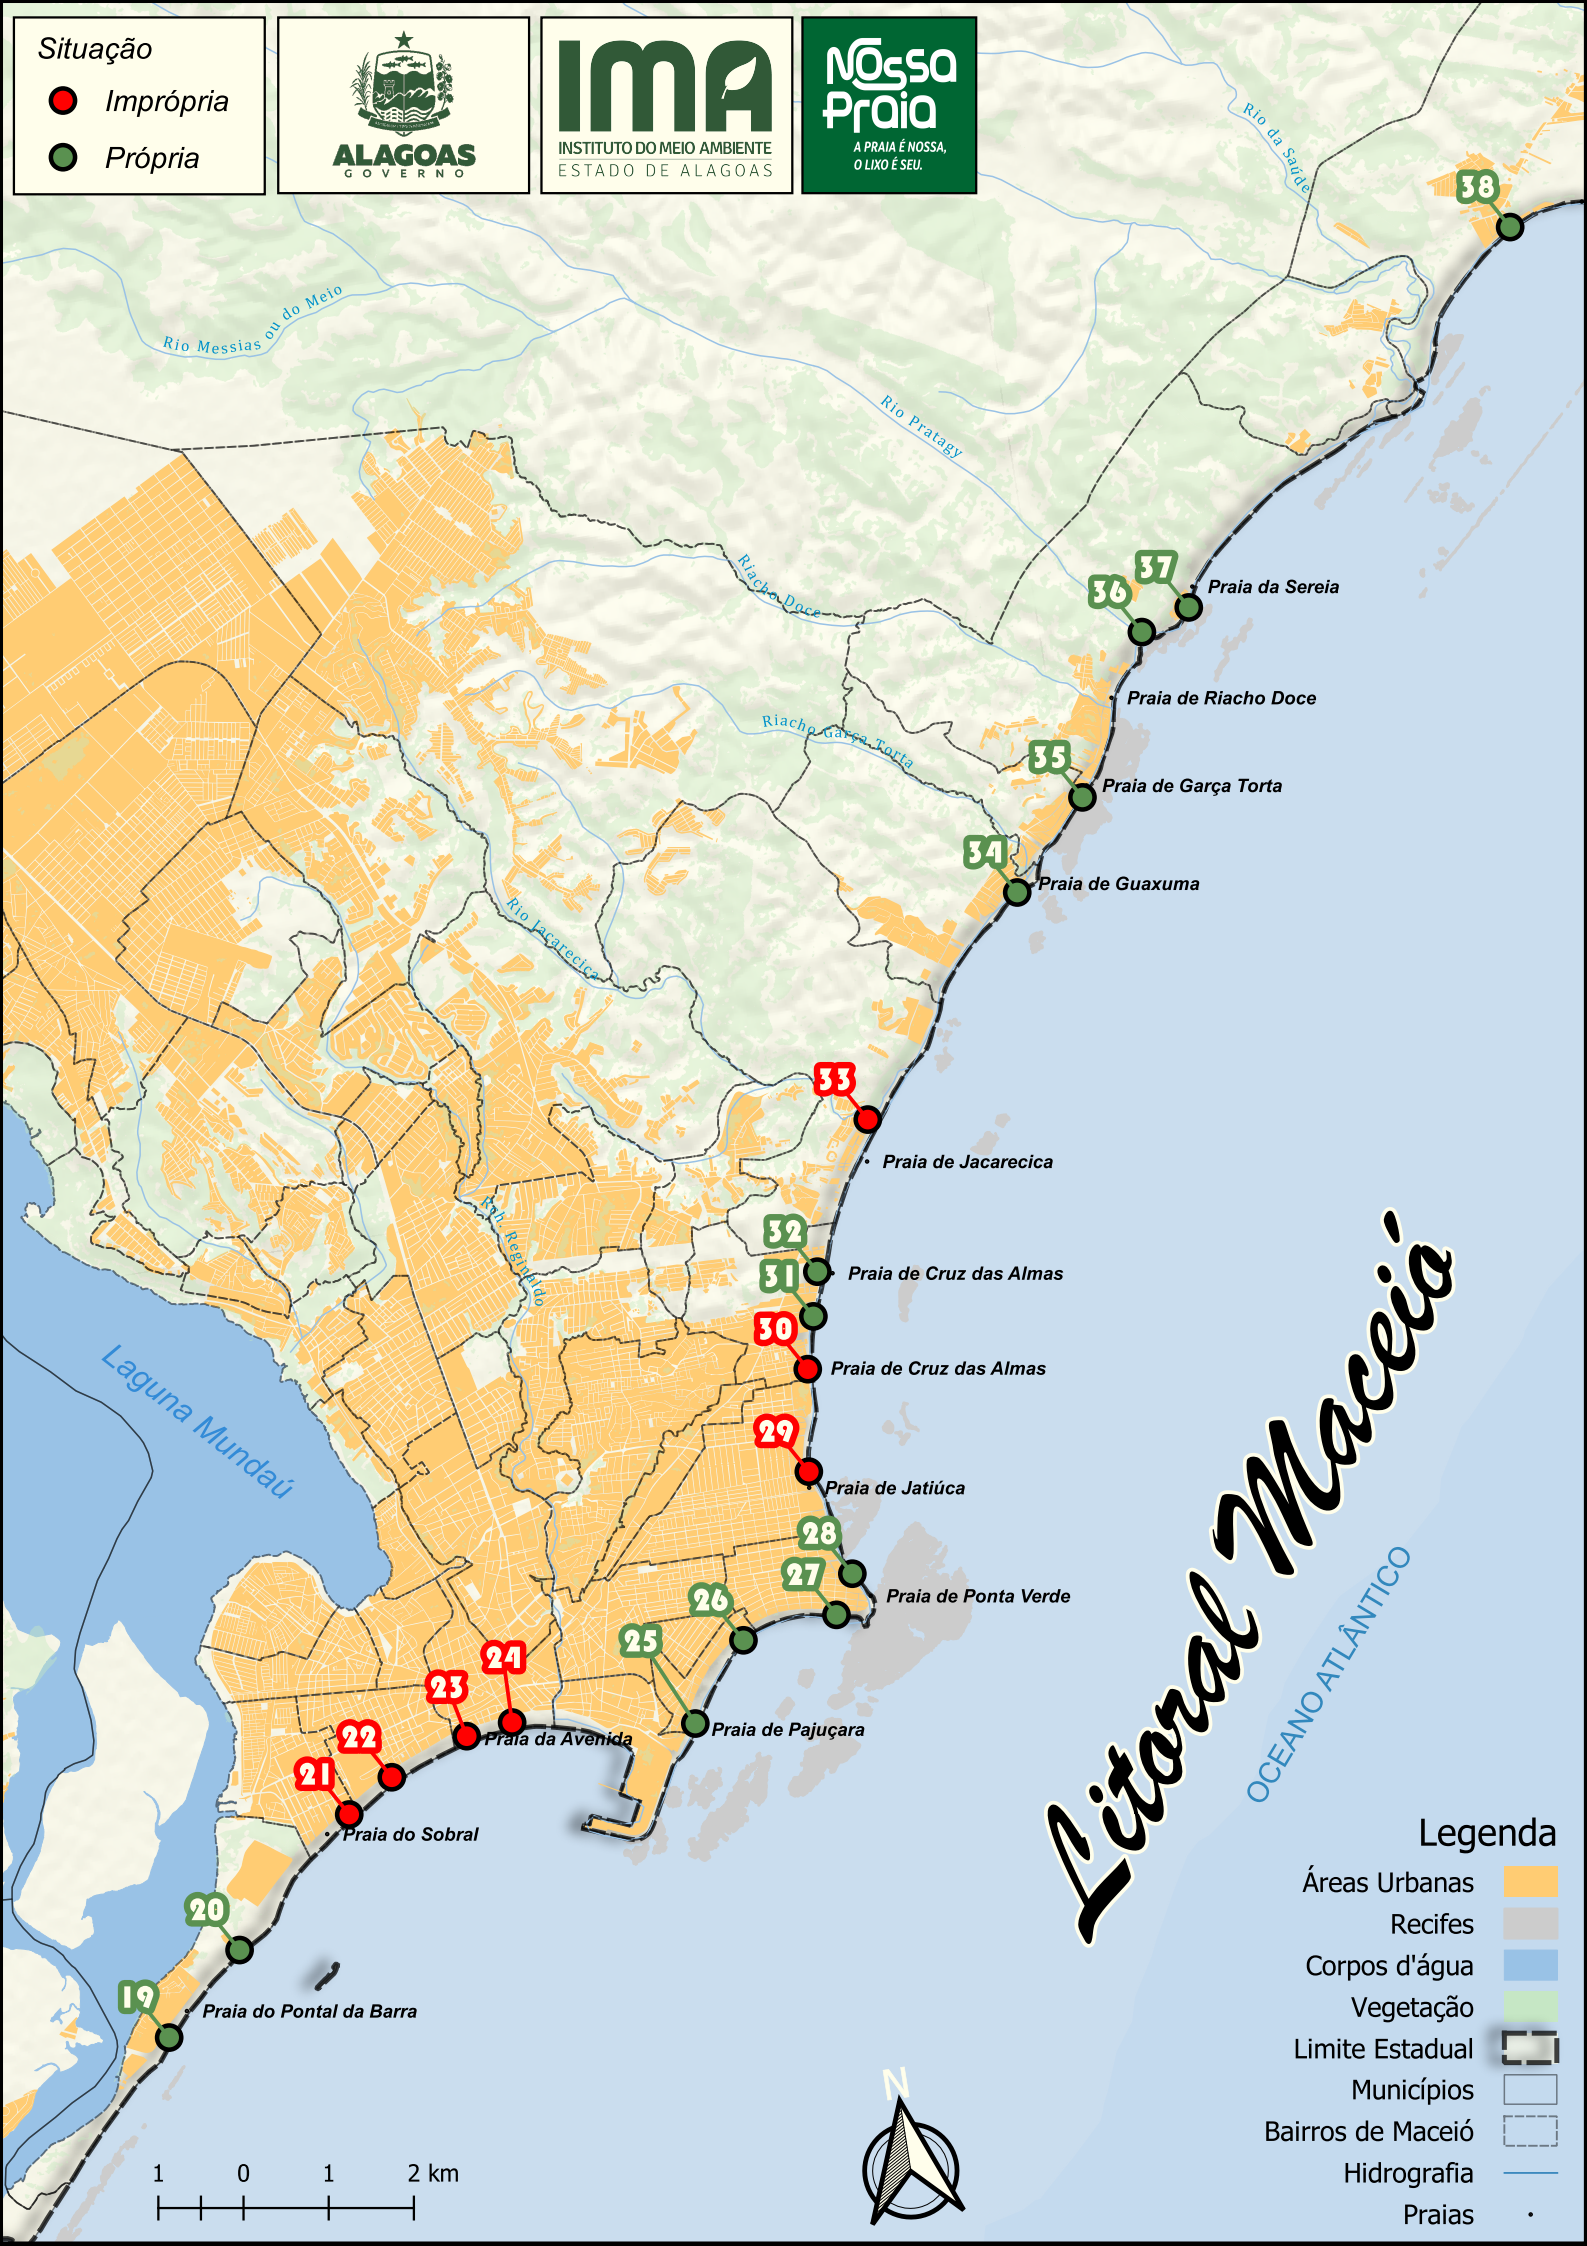 Situação
Imprópria
Própria
ALAGOAS
GOVERNO
IMA
INSTITUTO DO MEIO AMBIENTE
ESTADO DE ALAGOAS
Nossa
Praia
A PRAIA É NOSSA,
O LIXO É SEU.
Rio da Saúde
38
Rio Messias ou do Meio
Rio Pratagy
37
36
Praia da Sereia
Riacho Doce
Praia de Riacho Doce
Riacho Garça Torta
35
Praia de Garça Torta
34
Praia de Guaxuma
Rio Jacarecica
33
Praia de Jacarecica
Rch. Reginaldo
32
Praia de Cruz das Almas
31
30
Praia de Cruz das Almas
Laguna Mundaú
29
Praia de Jatiúca
28
27
Praia de Ponta Verde
26
25
24
23
22
21
Praia de Pajuçara
Praia da Avenida
Praia do Sobral
20
19
Praia do Pontal da Barra
Litoral Maceió
OCEANO ATLÂNTICO
Legenda
Áreas Urbanas
Recifes
Corpos d'água
Vegetação
Limite Estadual
Municípios
Bairros de Maceió
Hidrografia
Praias
N
1 0 1 2 km